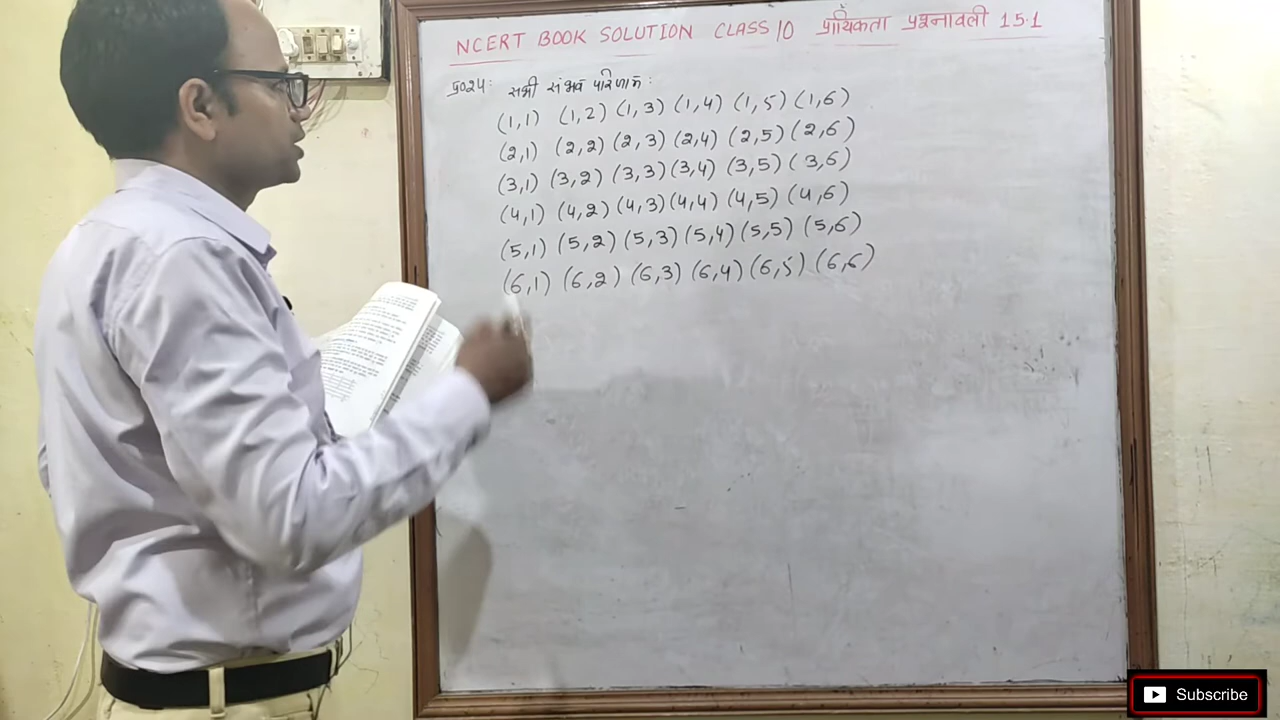 NCERT BOOK SOLUTION CLASS 10 प्रायिकता प्रश्नावली 15.1
प्र०24: सभी संभव परिणाम:
(1,1) (1,2) (1,3) (1,4) (1,5) (1,6)
(2,1) (2,2) (2,3) (2,4) (2,5) (2,6)
(3,1) (3,2) (3,3) (3,4) (3,5) (3,6)
(4,1) (4,2) (4,3) (4,4) (4,5) (4,6)
(5,1) (5,2) (5,3) (5,4) (5,5) (5,6)
(6,1) (6,2) (6,3) (6,4) (6,5) (6,6)
Subscribe